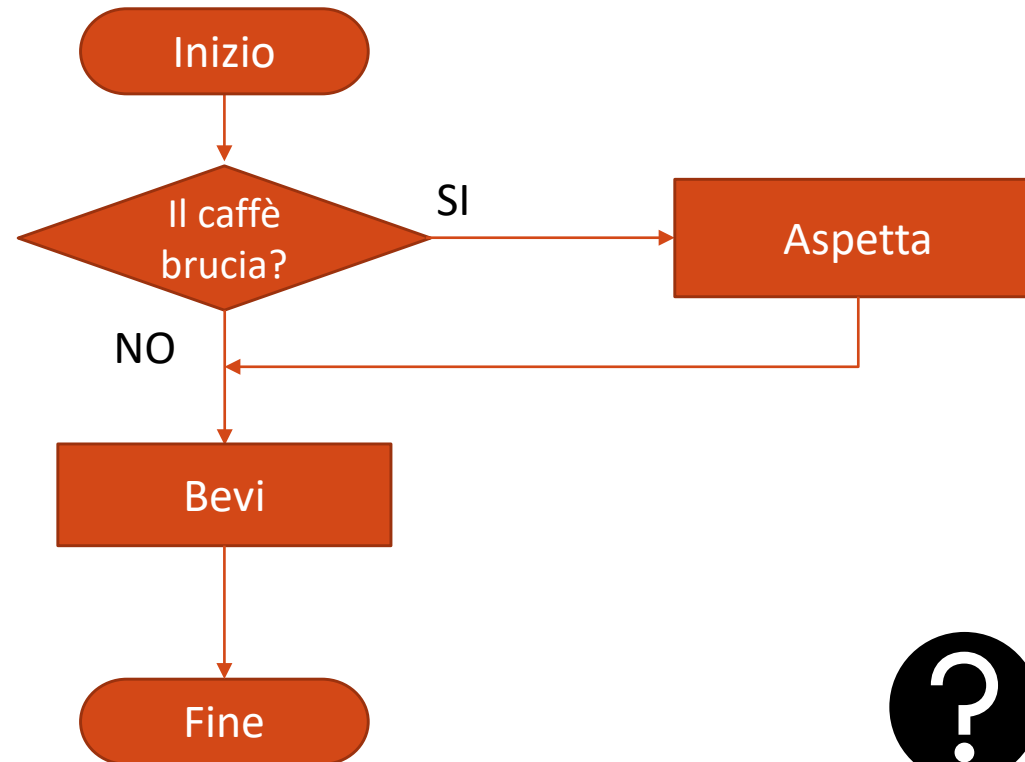 Inizio
Il caffè
brucia?
SI
Aspetta
NO
Bevi
Fine
?